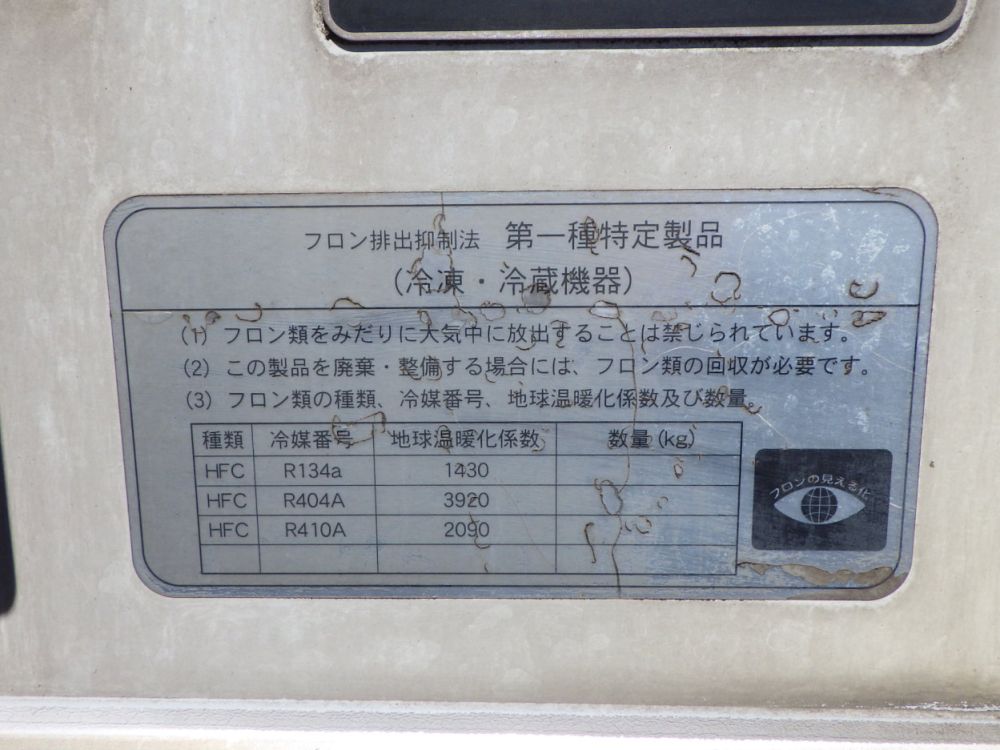 フロン排出抑制法 第一種特定製品
(冷凍・冷蔵機器)
(1) フロン類をみだりに大気中に放出することは禁じられています。
(2) この製品を廃棄・整備する場合には、フロン類の回収が必要です。
(3) フロン類の種類、冷媒番号、地球温暖化係数及び数量。
種類 冷媒番号 地球温暖化係数 数量(kg)
HFC R134a 1430
HFC R404A 3920
HFC R410A 2090
フロンの見える化